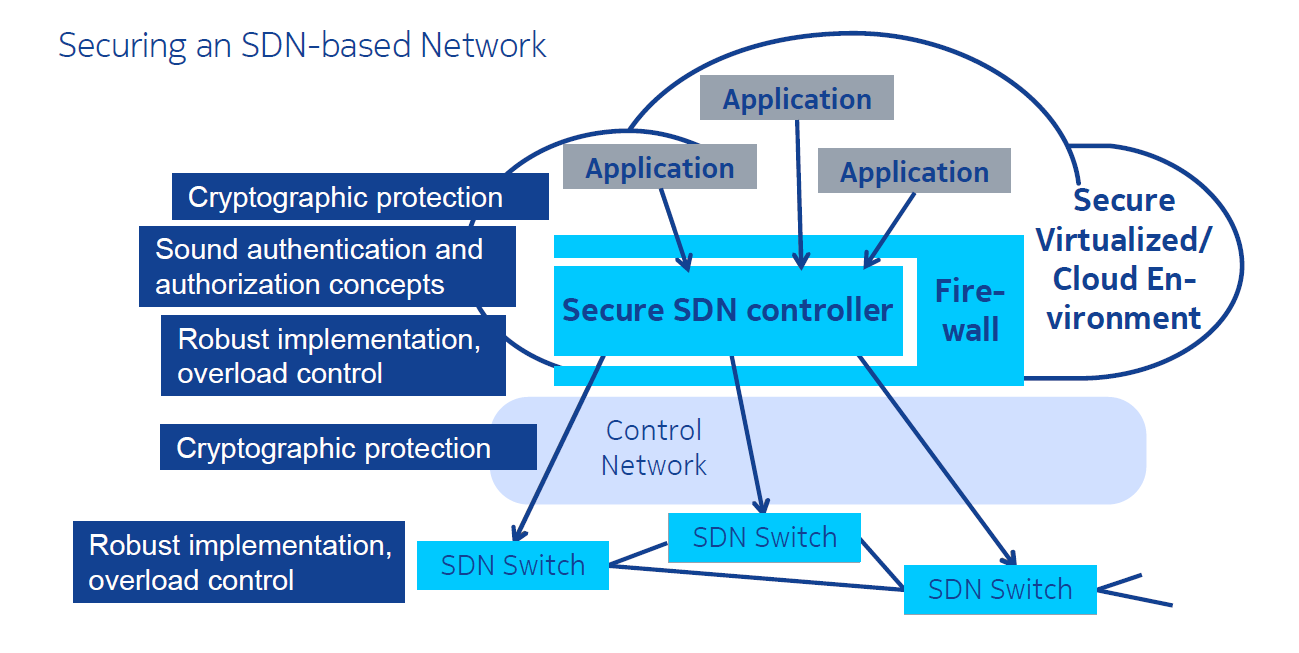 Securing an SDN-based Network
Application
Application
Application
Cryptographic protection
Sound authentication and
authorization concepts
Robust implementation,
overload control
Secure SDN controller
Fire-
wall
Secure
Virtualized/
Cloud En-
vironment
Cryptographic protection
Control
Network
Robust implementation,
overload control
SDN Switch
SDN Switch
SDN Switch